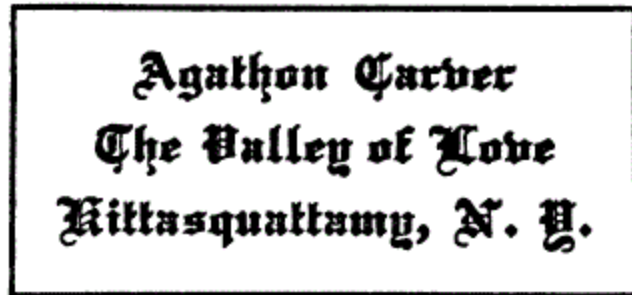 Agathon Carver
The Valley of Love
Kittasquattamy, N. Y.